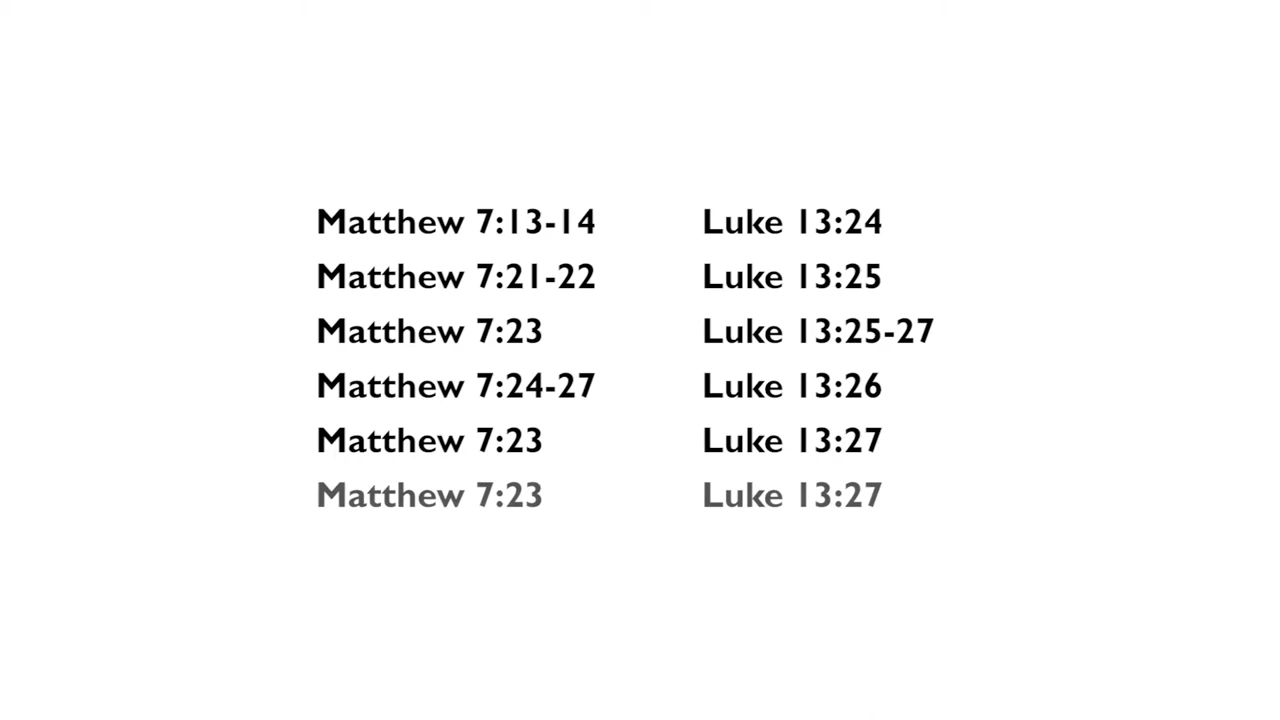 Matthew 7:13-14 Luke 13:24
Matthew 7:21-22 Luke 13:25
Matthew 7:23 Luke 13:25-27
Matthew 7:24-27 Luke 13:26
Matthew 7:23 Luke 13:27
Matthew 7:23 Luke 13:27